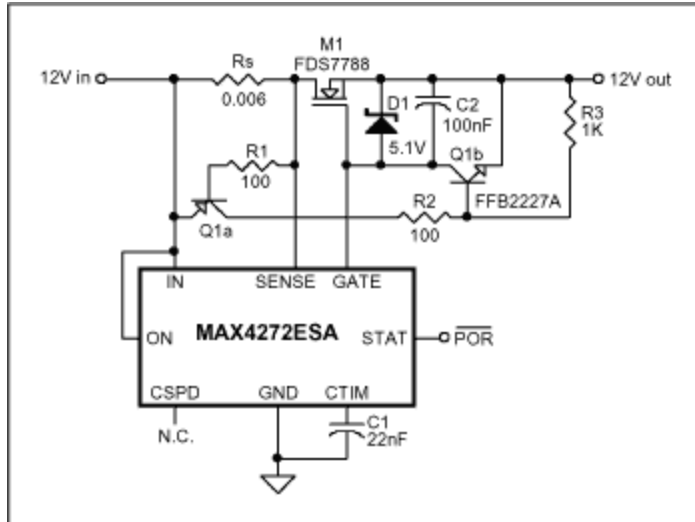 M1
FDS7788
12V in
Rs
0.006
12V out
D1
5.1V
C2
100nF
R3
1K
R1
100
Q1b
FFB2227A
R2
100
Q1a
IN
SENSE
GATE
MAX4272ESA
ON
STAT
POR
CSPD
GND
CTIM
N.C.
C1
22nF